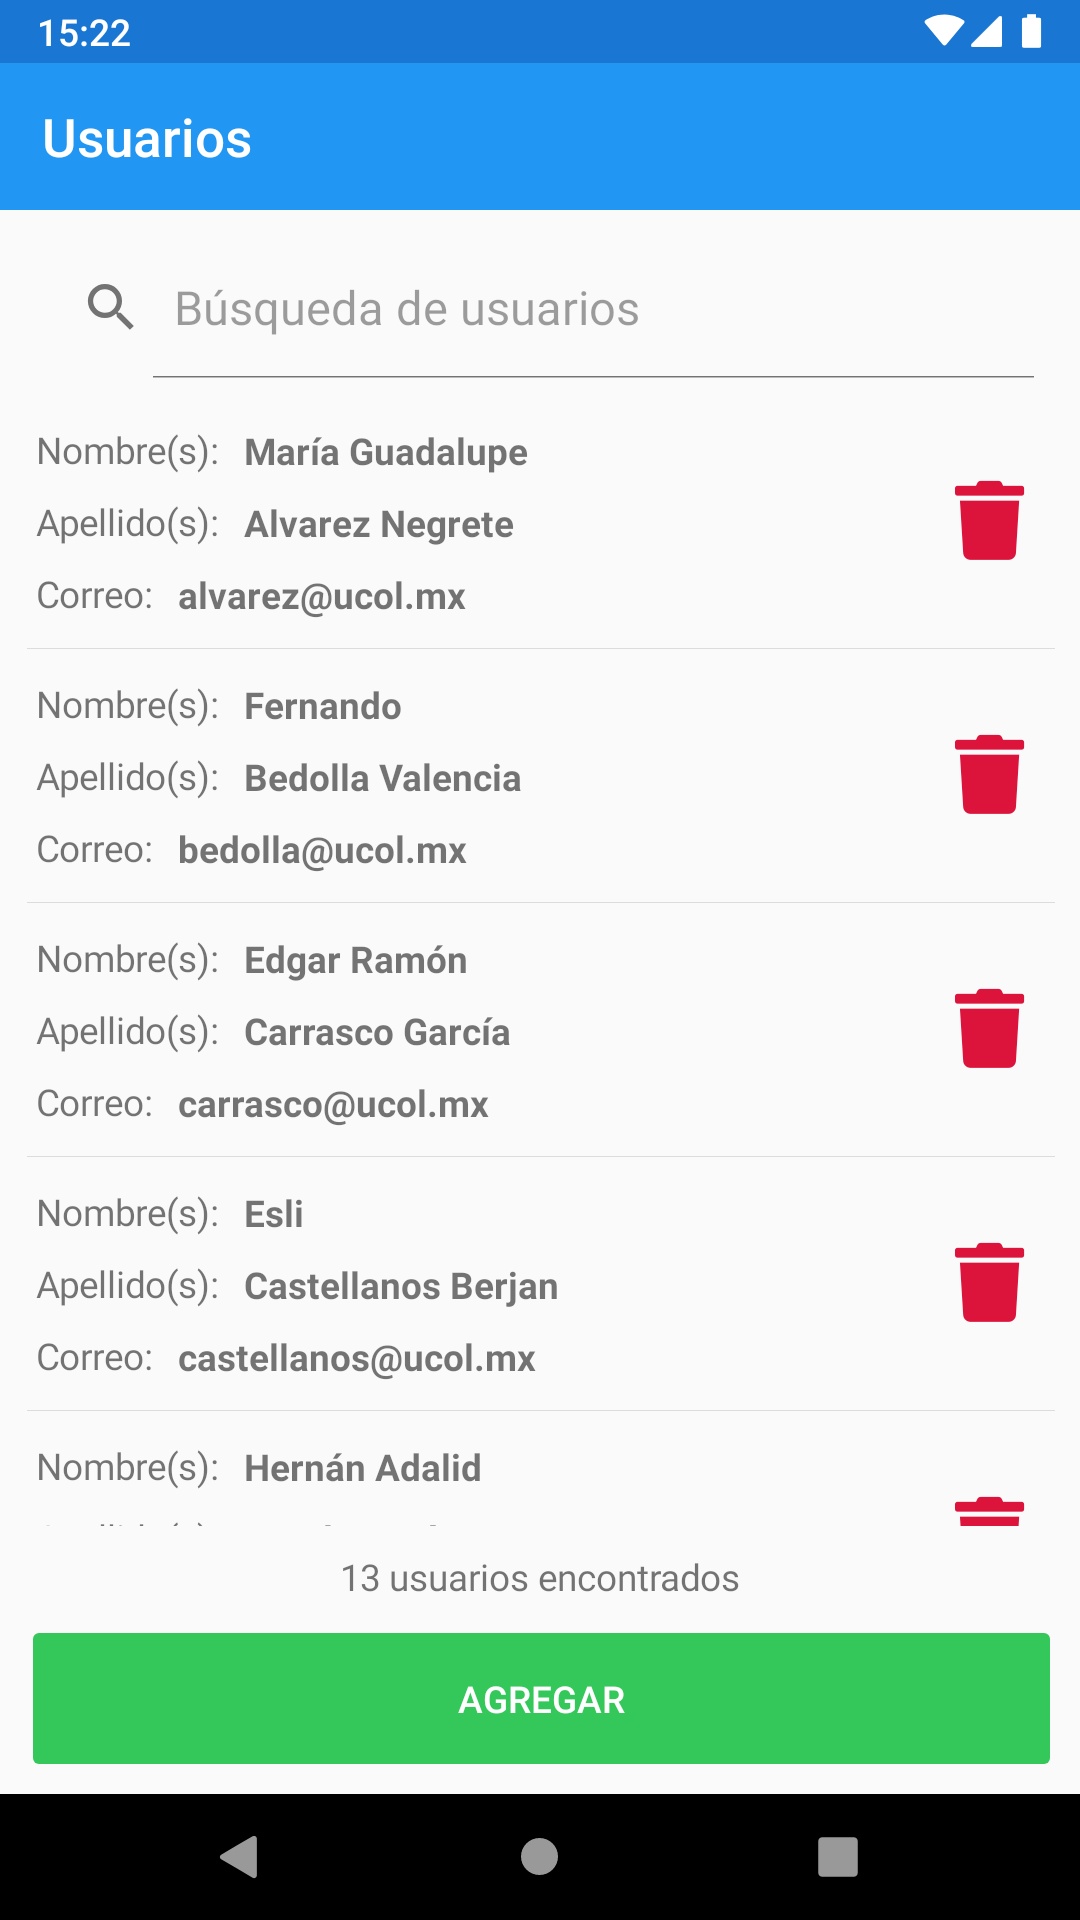 15:22
Usuarios
Búsqueda de usuarios
Nombre(s): María Guadalupe
Apellido(s): Alvarez Negrete
Correo: alvarez@ucol.mx
Nombre(s): Fernando
Apellido(s): Bedolla Valencia
Correo: bedolla@ucol.mx
Nombre(s): Edgar Ramón
Apellido(s): Carrasco García
Correo: carrasco@ucol.mx
Nombre(s): Esli
Apellido(s): Castellanos Berjan
Correo: castellanos@ucol.mx
Nombre(s): Hernán Adalid
13 usuarios encontrados
AGREGAR